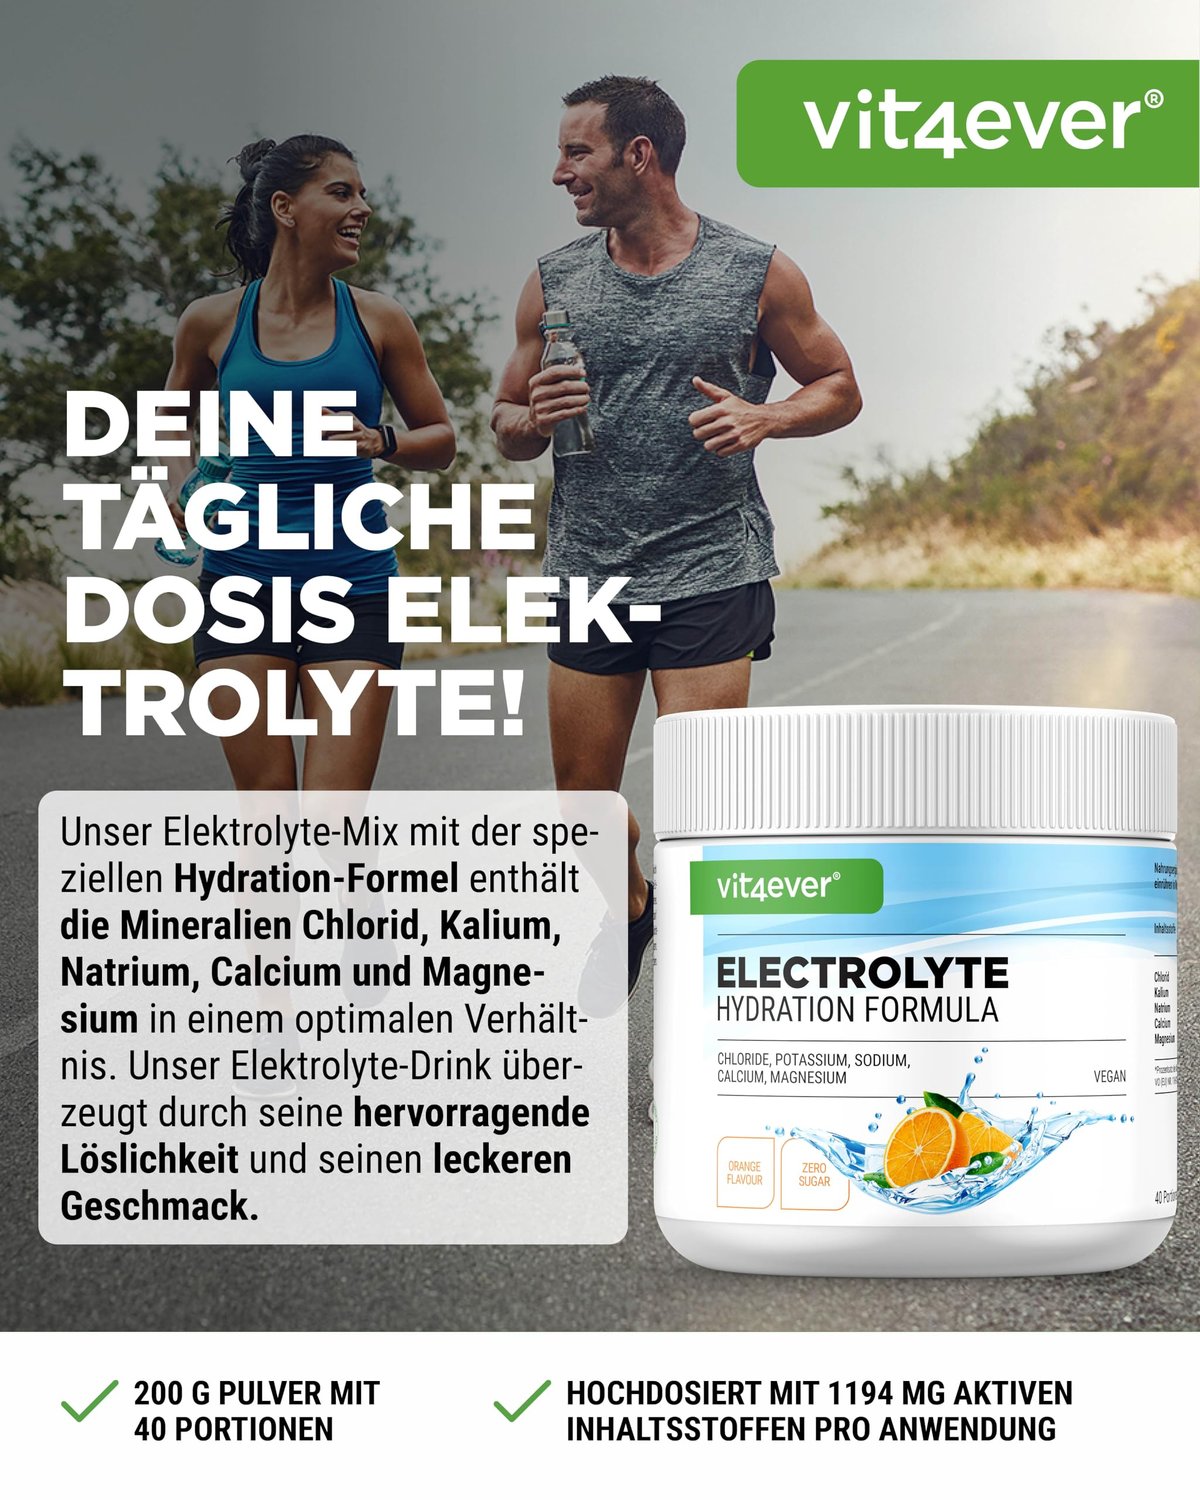 vit4ever®
DEINE
TÄGLICHE
DOSIS ELEK-
TROLYTE!
Unser Elektrolyte-Mix mit der spe-
ziellen Hydration-Formel enthält
die Mineralien Chlorid, Kalium,
Natrium, Calcium und Magne-
sium in einem optimalen Verhält-
nis. Unser Elektrolyte-Drink über-
zeugt durch seine hervorragende
Löslichkeit und seinen leckeren
Geschmack.
vit4ever®
ELECTROLYTE
HYDRATION FORMULA
CHLORIDE, POTASSIUM, SODIUM,
CALCIUM, MAGNESIUM
VEGAN
ORANGE
FLAVOUR
ZERO
SUGAR
Inhaltsstoffe
Chlorid
Kalium
Natrium
Calcium
Magnesium
40
200 G PULVER MIT
40 PORTIONEN
HOCHDOSIERT MIT 1194 MG AKTIVEN
INHALTSSTOFFEN PRO ANWENDUNG